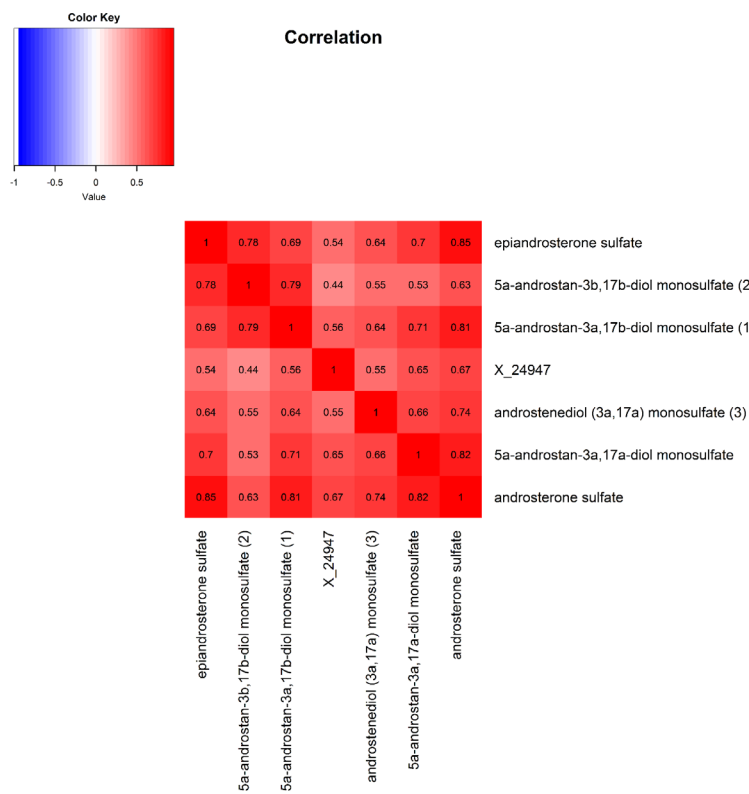 Color Key
Correlation
-1 -0.5 0 0.5
Value
1 0.78 0.69 0.54 0.64 0.7 0.85 epiandrosterone sulfate
0.78 1 0.79 0.44 0.55 0.53 0.63 5a-androstan-3b,17b-diol monosulfate (2
0.69 0.79 1 0.56 0.64 0.71 0.81 5a-androstan-3a,17b-diol monosulfate (1
0.54 0.44 0.56 1 0.55 0.65 0.67 X_24947
0.64 0.55 0.64 0.55 1 0.66 0.74 androstenediol (3a,17a) monosulfate (3)
0.7 0.53 0.71 0.65 0.66 1 0.82 5a-androstan-3a,17a-diol monosulfate
0.85 0.63 0.81 0.67 0.74 0.82 1 androsterone sulfate
epiandrosterone sulfate
5a-androstan-3b,17b-diol monosulfate (2)
5a-androstan-3a,17b-diol monosulfate (1)
X_24947
androstenediol (3a,17a) monosulfate (3)
5a-androstan-3a,17a-diol monosulfate
androsterone sulfate